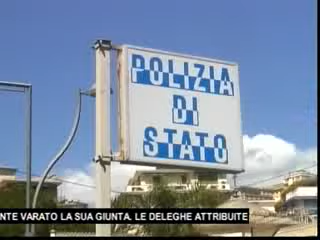 POLIZIA
DI
STATO
NTE VARATO LA SUA GIUNTA. LE DELEGHE ATTRIBUITE